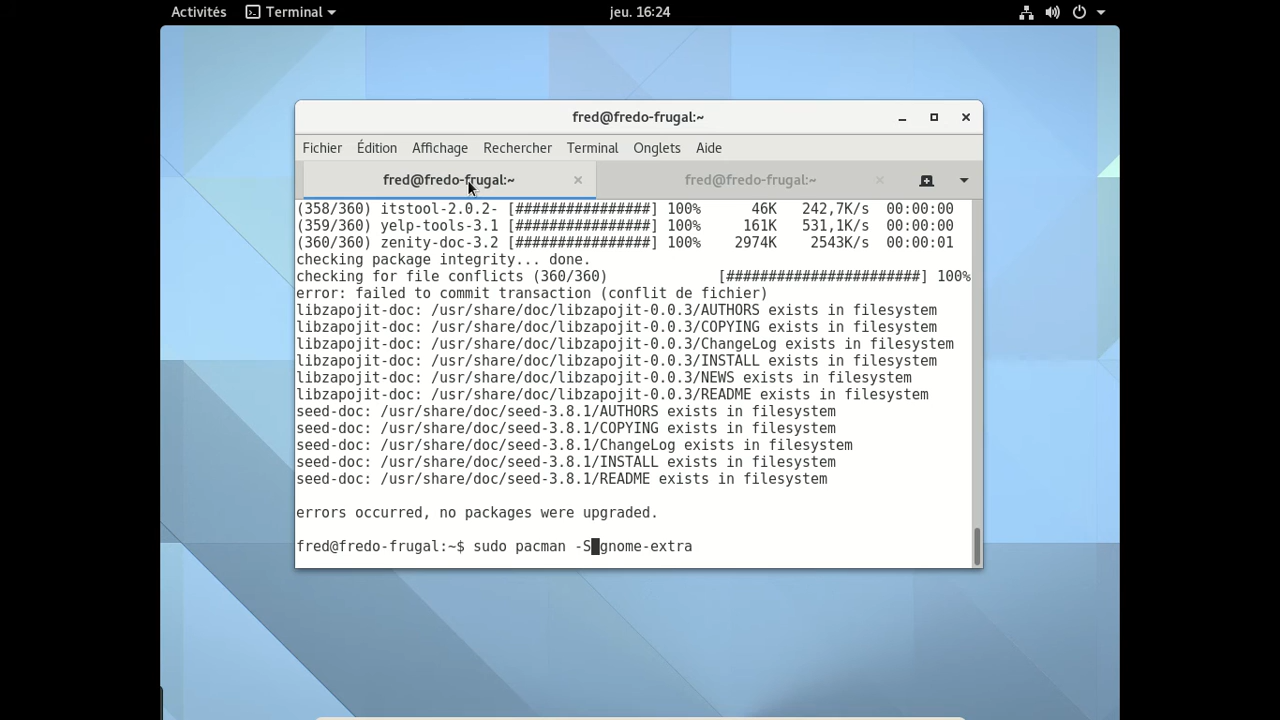 Activités Terminal jeu. 16:24
fred@fredo-frugal:~
Fichier Édition Affichage Rechercher Terminal Onglets Aide
fred@fredo-frugal:~ fred@fredo-frugal:~
(358/360) itstool-2.0.2- [################] 100% 46K 242,7K/s 00:00:00
(359/360) yelp-tools-3.1 [################] 100% 161K 531,1K/s 00:00:00
(360/360) zenity-doc-3.2 [################] 100% 2974K 2543K/s 00:00:01
checking package integrity... done.
checking for file conflicts (360/360) [#######################] 100%
error: failed to commit transaction (conflit de fichier)
libzapojit-doc: /usr/share/doc/libzapojit-0.0.3/AUTHORS exists in filesystem
libzapojit-doc: /usr/share/doc/libzapojit-0.0.3/COPYING exists in filesystem
libzapojit-doc: /usr/share/doc/libzapojit-0.0.3/ChangeLog exists in filesystem
libzapojit-doc: /usr/share/doc/libzapojit-0.0.3/INSTALL exists in filesystem
libzapojit-doc: /usr/share/doc/libzapojit-0.0.3/NEWS exists in filesystem
libzapojit-doc: /usr/share/doc/libzapojit-0.0.3/README exists in filesystem
seed-doc: /usr/share/doc/seed-3.8.1/AUTHORS exists in filesystem
seed-doc: /usr/share/doc/seed-3.8.1/COPYING exists in filesystem
seed-doc: /usr/share/doc/seed-3.8.1/ChangeLog exists in filesystem
seed-doc: /usr/share/doc/seed-3.8.1/INSTALL exists in filesystem
seed-doc: /usr/share/doc/seed-3.8.1/README exists in filesystem
errors occurred, no packages were upgraded.
fred@fredo-frugal:~$ sudo pacman -S gnome-extra